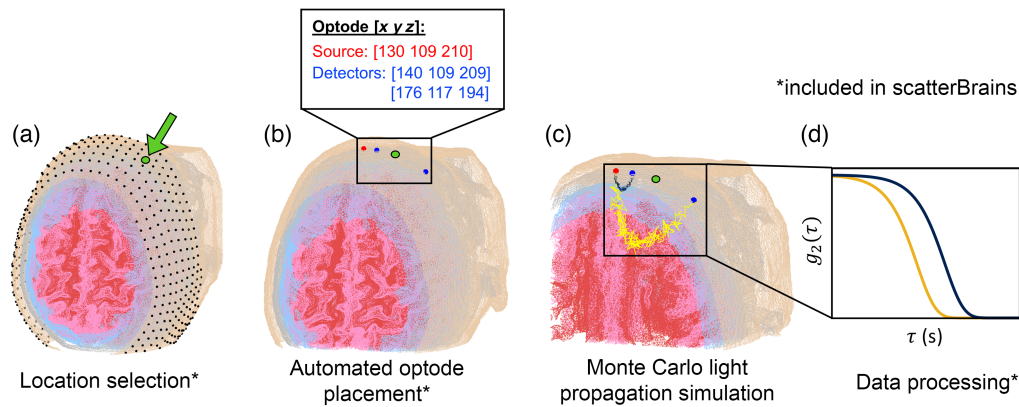 Optode [x y z]:
Source: [130 109 210]
Detectors: [140 109 209]
[176 117 194]
*included in scatterBrains
(a)
(b)
(c)
(d)
g₂(τ)
τ (s)
Location selection*
Automated optode
placement*
Monte Carlo light
propagation simulation
Data processing*